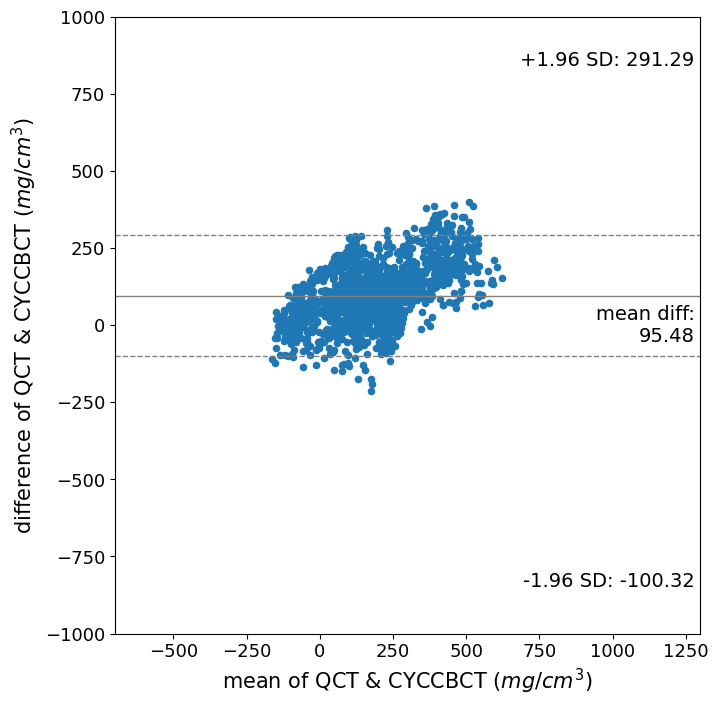 1000
750
500
250
0
−250
−500
−750
−1000
difference of QCT & CYCCBCT (mg/cm³)
+1.96 SD: 291.29
mean diff:
95.48
-1.96 SD: -100.32
−500 −250 0 250 500 750 1000 1250
mean of QCT & CYCCBCT (mg/cm³)